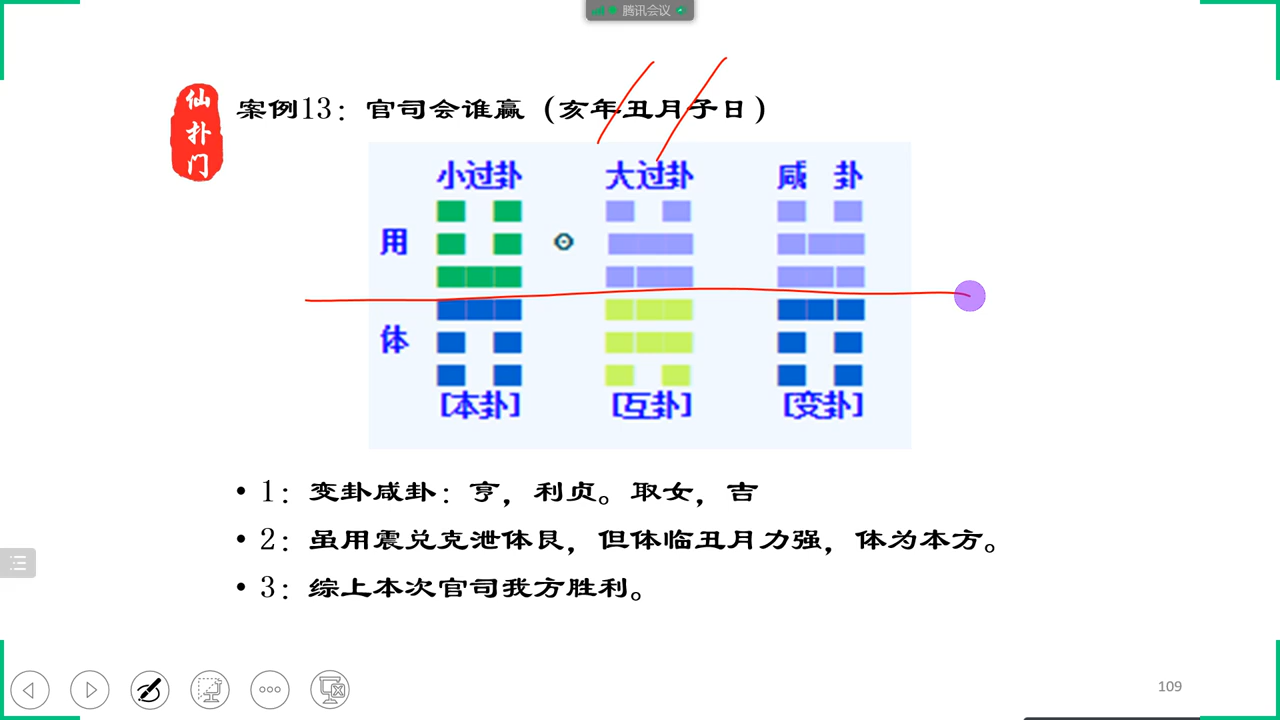 腾讯会议
仙
扑
门
案例13：官司会谁赢（亥年丑月子日）
小过卦 大过卦 咸 卦
用
体
[本卦] [互卦] [变卦]
• 1：变卦咸卦：亨，利贞。取女，吉
• 2：虽用震兑克泄体艮，但体临丑月力强，体为本方。
• 3：综上本次官司我方胜利。
109